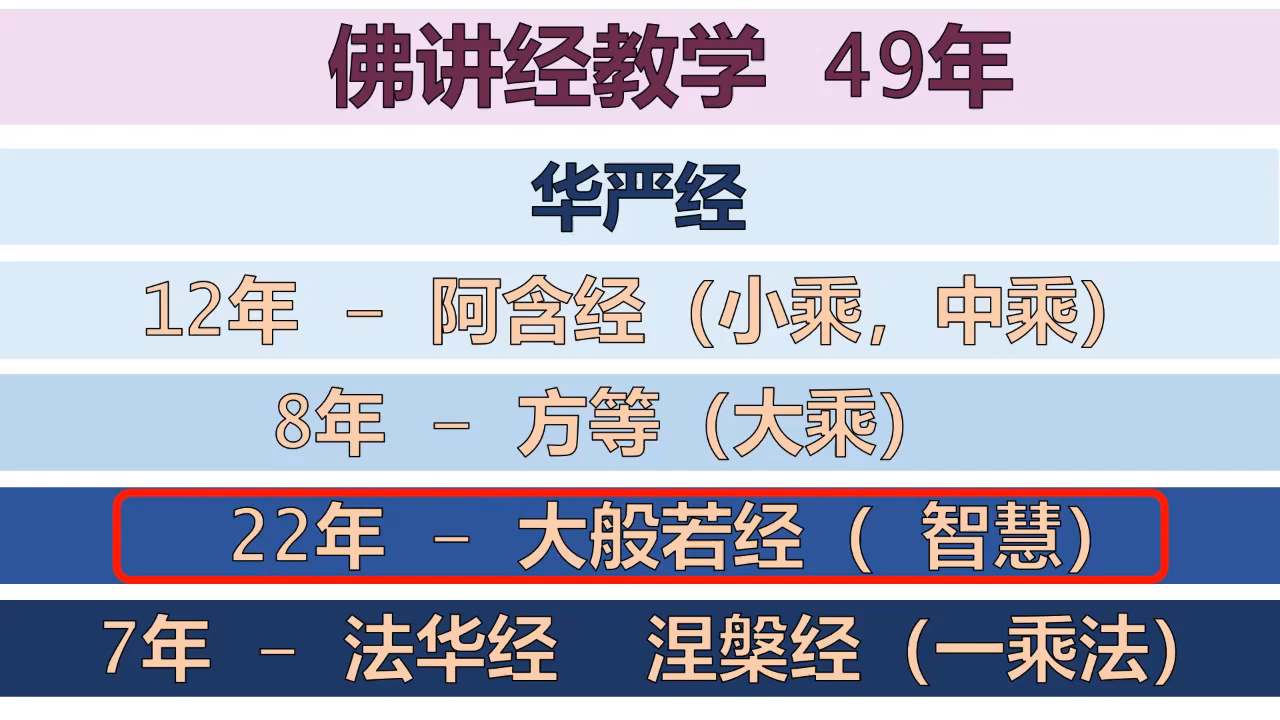 佛讲经教学 49年
华严经
12年 - 阿含经 (小乘, 中乘)
8年 - 方等 (大乘)
22年 - 大般若经 ( 智慧)
7年 - 法华经 涅槃经 (一乘法)